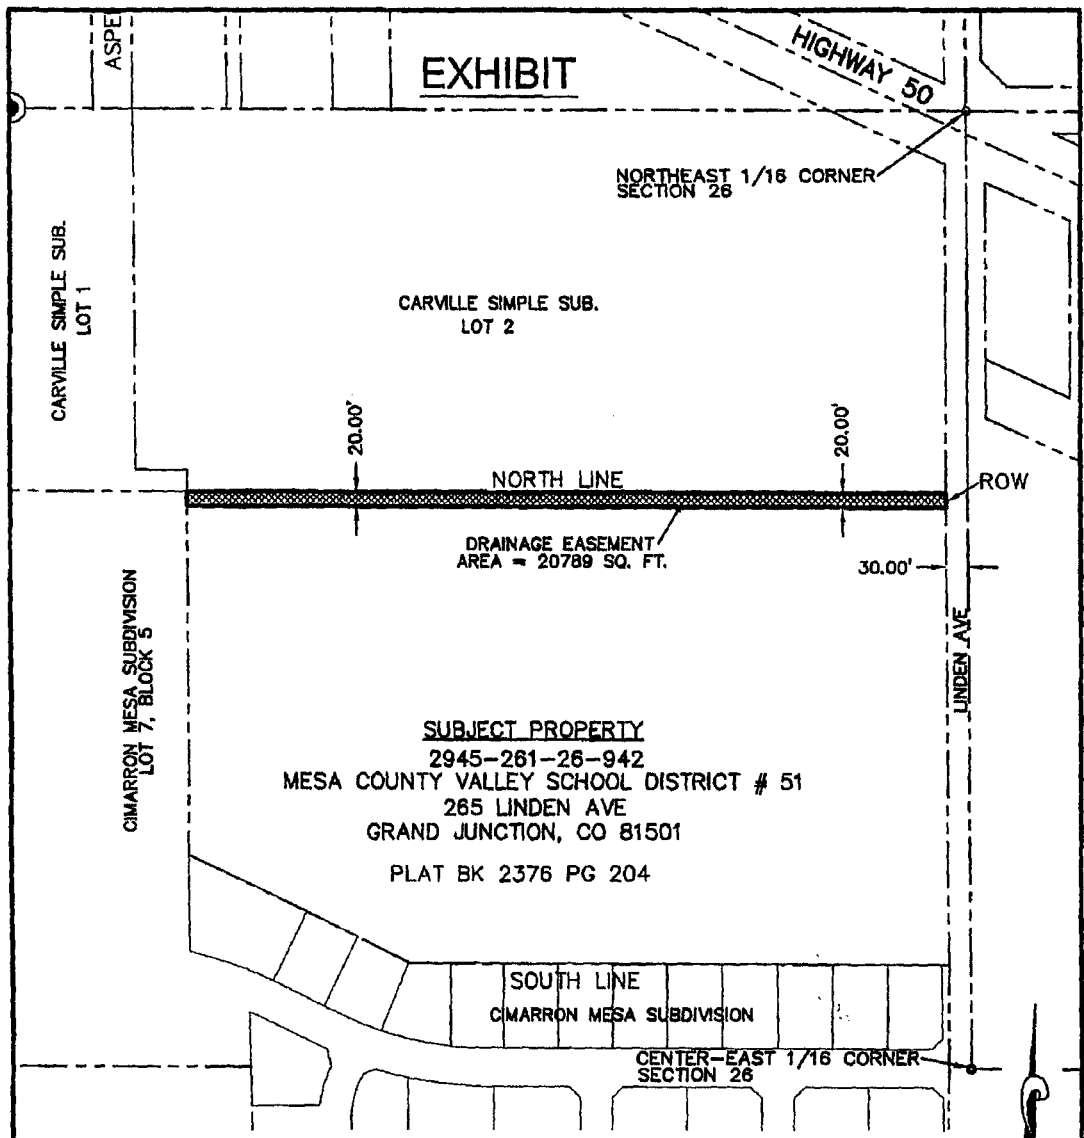 ASPE
EXHIBIT
HIGHWAY 50
NORTHEAST 1/16 CORNER
SECTION 26
CARVILLE SIMPLE SUB.
LOT 1
CARVILLE SIMPLE SUB.
LOT 2
20.00'
20.00'
NORTH LINE
ROW
DRAINAGE EASEMENT
AREA = 20789 SQ. FT.
30.00'
LINDEN AVE
CIMARRON MESA SUBDIVISION
LOT 7, BLOCK 5
SUBJECT PROPERTY
2945-261-26-942
MESA COUNTY VALLEY SCHOOL DISTRICT # 51
265 LINDEN AVE
GRAND JUNCTION, CO 81501
PLAT BK 2376 PG 204
SOUTH LINE
CIMARRON MESA SUBDIVISION
CENTER-EAST 1/16 CORNER
SECTION 26